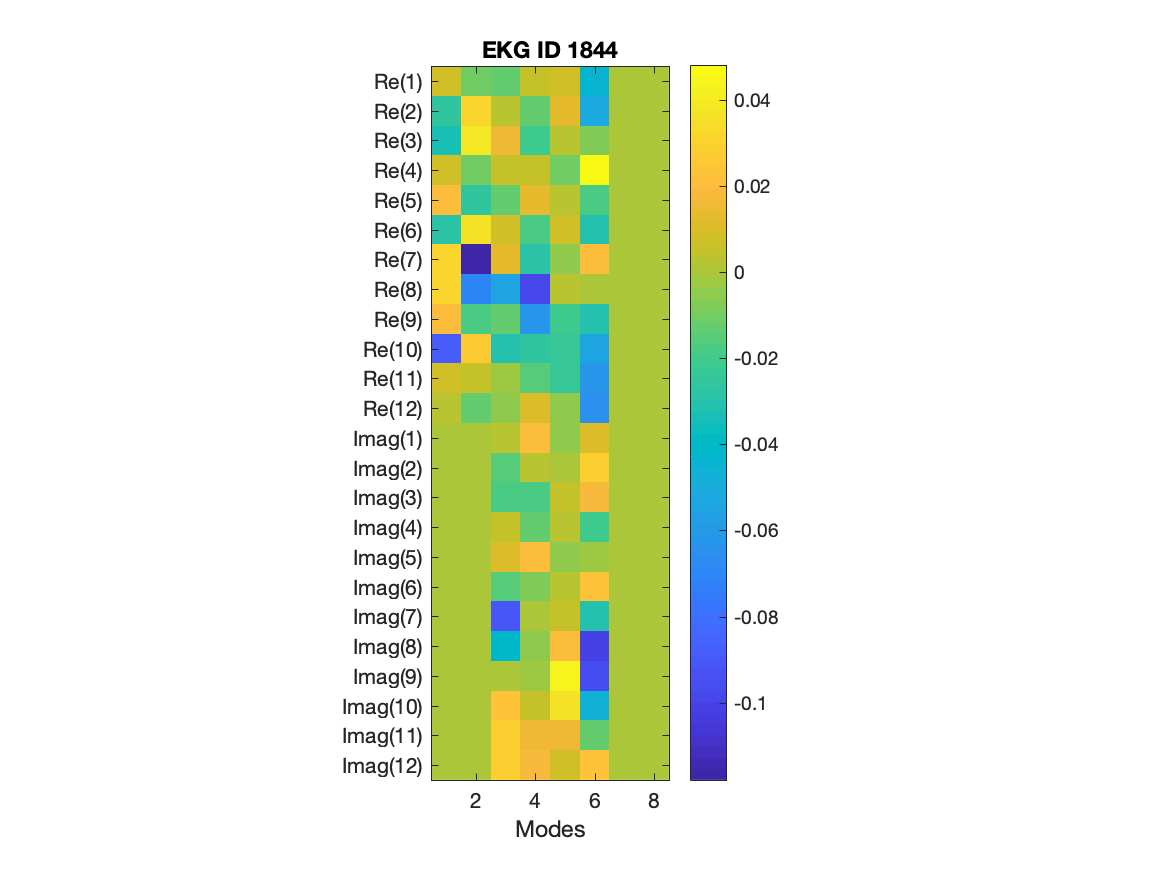 EKG ID 1844
Re(1)
Re(2)
Re(3)
Re(4)
Re(5)
Re(6)
Re(7)
Re(8)
Re(9)
Re(10)
Re(11)
Re(12)
Imag(1)
Imag(2)
Imag(3)
Imag(4)
Imag(5)
Imag(6)
Imag(7)
Imag(8)
Imag(9)
Imag(10)
Imag(11)
Imag(12)
2 4 6 8
Modes
0.04
0.02
0
-0.02
-0.04
-0.06
-0.08
-0.1